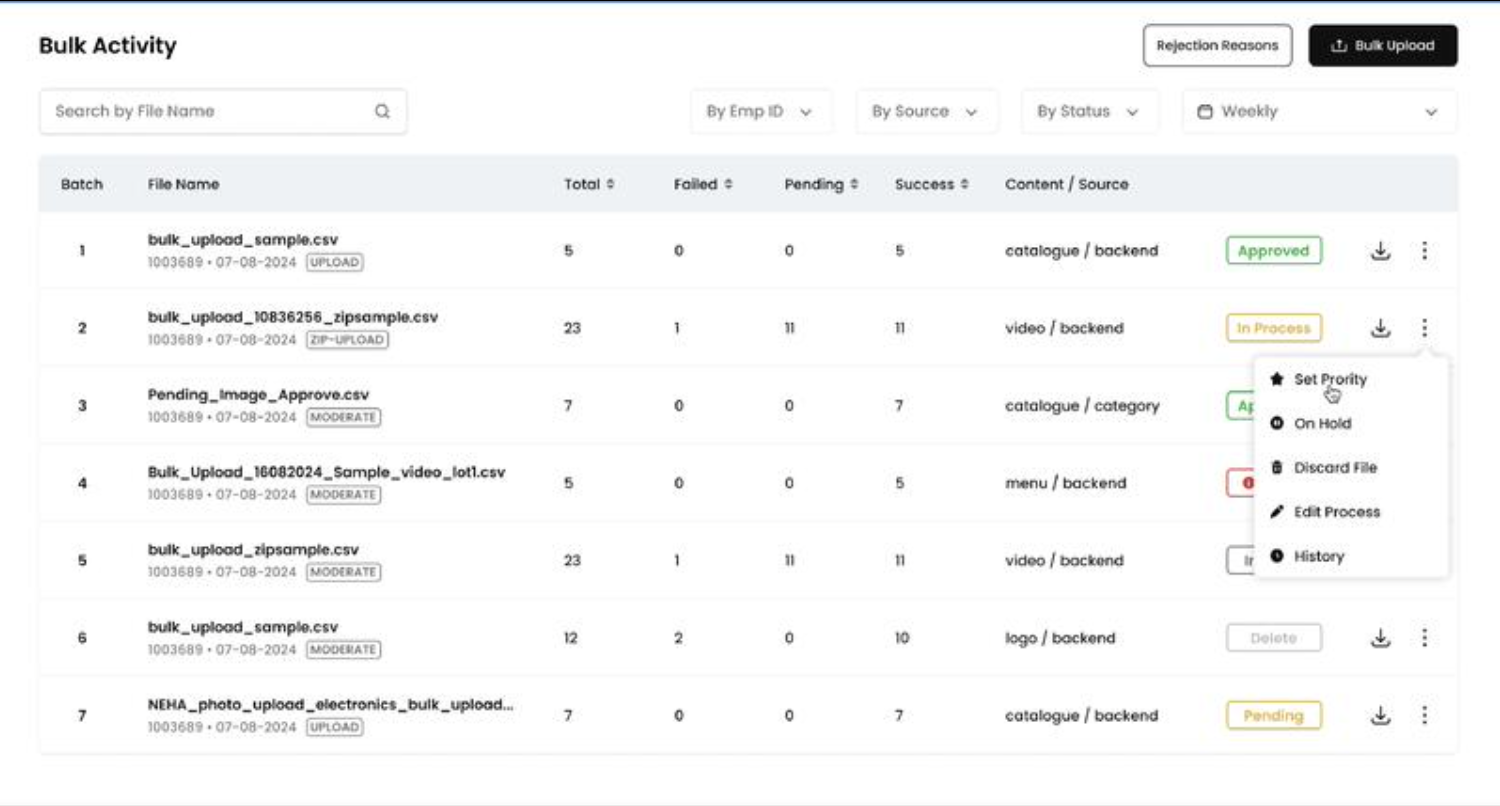 Bulk Activity
Rejection Reasons
Bulk Upload
Search by File Name
By Emp ID
By Source
By Status
Weekly
Batch File Name Total Failed Pending Success Content / Source
bulk_upload_sample.csv
1 5 0 0 5 catalogue / backend Approved
1003689 • 07-08-2024 UPLOAD
bulk_upload_10836256_zipsample.csv
2 23 1 11 11 video / backend In Process
1003689 • 07-08-2024 ZIP-UPLOAD
Set Prority
On Hold
Discard File
Edit Process
History
Pending_Image_Approve.csv
3 7 0 0 7 catalogue / category Ap
1003689 • 07-08-2024 MODERATE
Bulk_Upload_16082024_Sample_video_lot1.csv
4 5 0 0 5 menu / backend
1003689 • 07-08-2024 MODERATE
bulk_upload_zipsample.csv
5 23 1 11 11 video / backend In
1003689 • 07-08-2024 MODERATE
bulk_upload_sample.csv
6 12 2 0 10 logo / backend Delete
1003689 • 07-08-2024 MODERATE
NEHA_photo_upload_electronics_bulk_upload...
7 7 0 0 7 catalogue / backend Pending
1003689 • 07-08-2024 UPLOAD